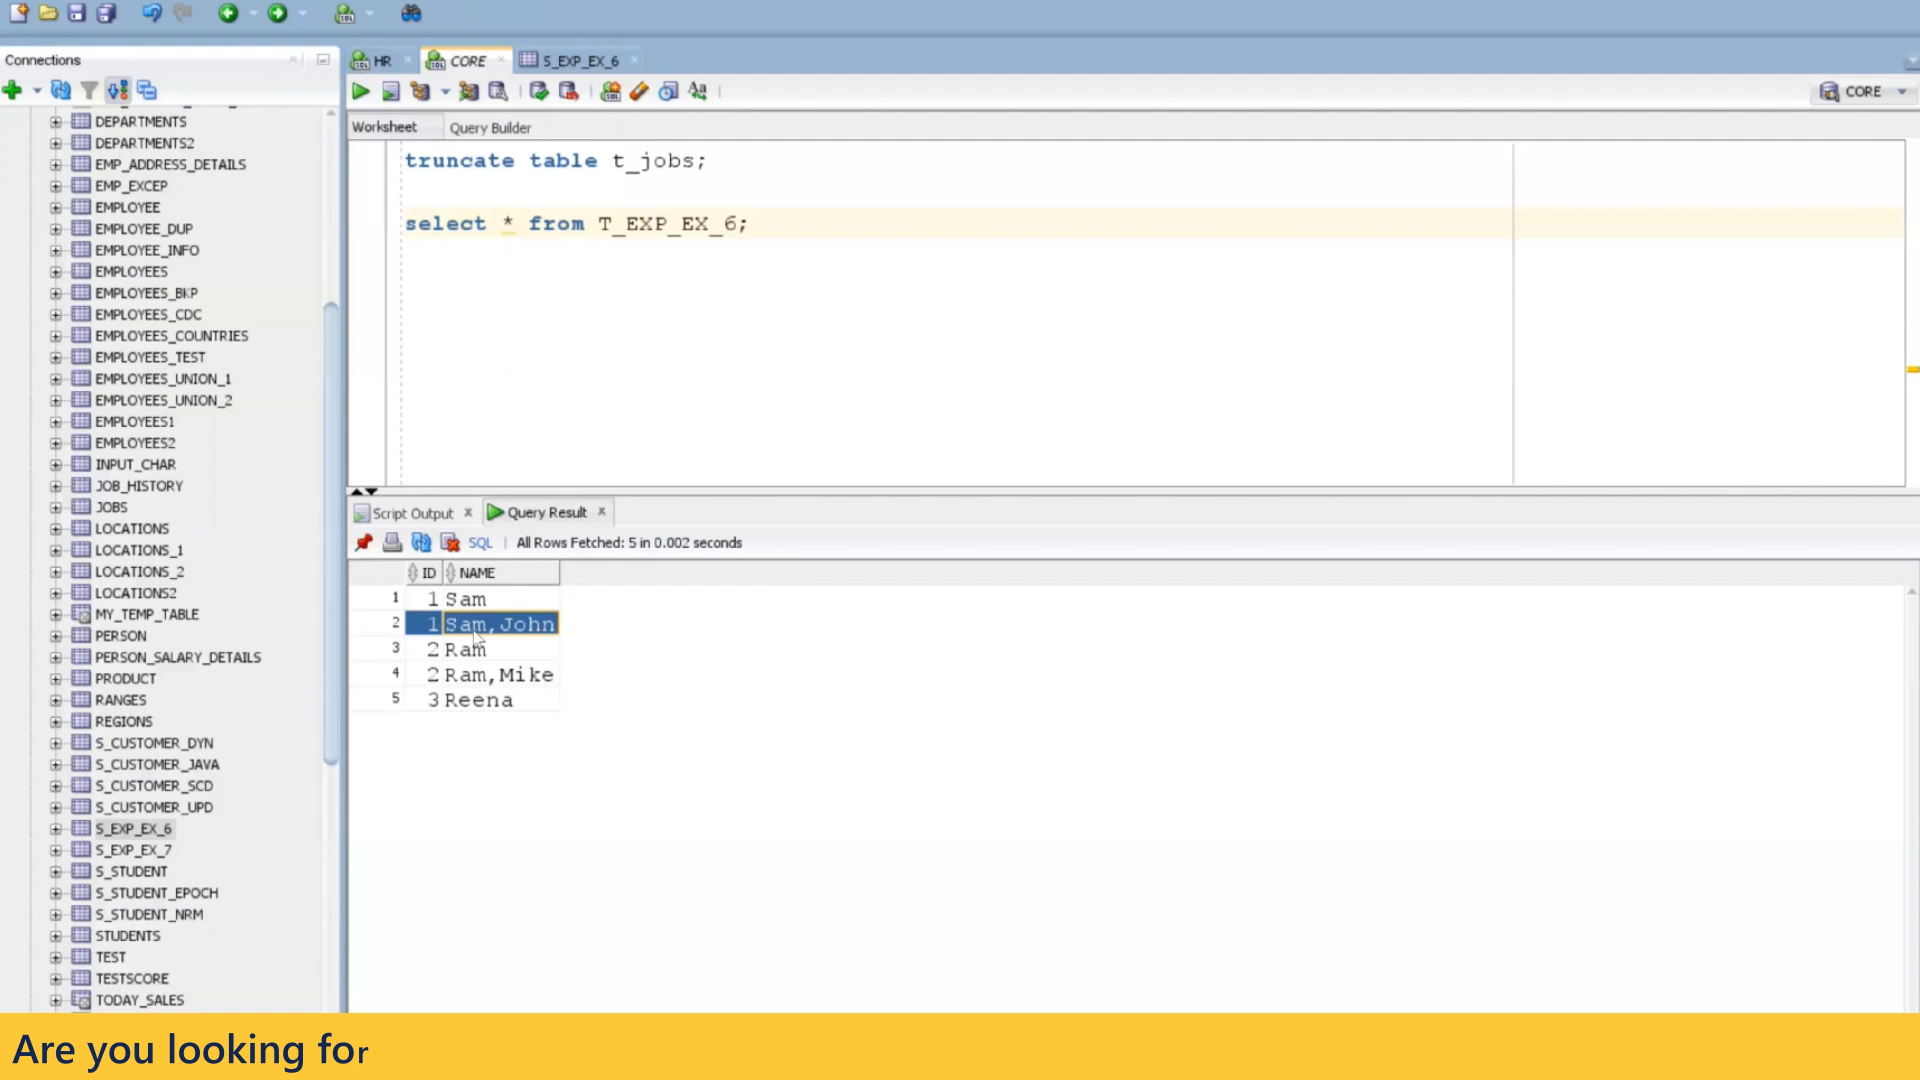 Connections
HR
CORE
S_EXP_EX_6
CORE
Worksheet
Query Builder
DEPARTMENTS
DEPARTMENTS2
EMP_ADDRESS_DETAILS
EMP_EXCEP
EMPLOYEE
EMPLOYEE_DUP
EMPLOYEE_INFO
EMPLOYEES
EMPLOYEES_BKP
EMPLOYEES_CDC
EMPLOYEES_COUNTRIES
EMPLOYEES_TEST
EMPLOYEES_UNION_1
EMPLOYEES_UNION_2
EMPLOYEES1
EMPLOYEES2
INPUT_CHAR
JOB_HISTORY
JOBS
LOCATIONS
LOCATIONS_1
LOCATIONS_2
LOCATIONS2
MY_TEMP_TABLE
PERSON
PERSON_SALARY_DETAILS
PRODUCT
RANGES
REGIONS
S_CUSTOMER_DYN
S_CUSTOMER_JAVA
S_CUSTOMER_SCD
S_CUSTOMER_UPD
S_EXP_EX_6
S_EXP_EX_7
S_STUDENT
S_STUDENT_EPOCH
S_STUDENT_NRM
STUDENTS
TEST
TESTSCORE
TODAY_SALES
truncate table t_jobs;
select * from T_EXP_EX_6;
Script Output
Query Result
SQL
All Rows Fetched: 5 in 0.002 seconds
ID NAME
1 1 Sam
2 1 Sam,John
3 2 Ram
4 2 Ram,Mike
5 3 Reena
Are you looking for